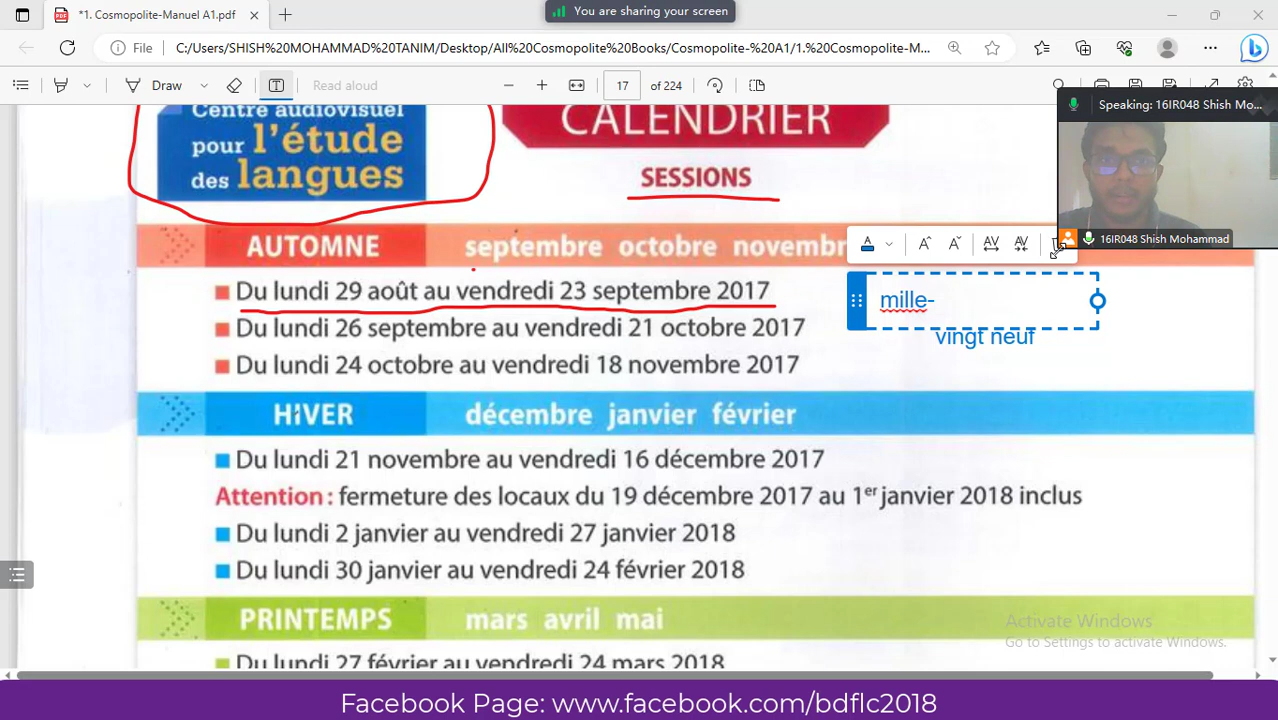 *1. Cosmopolite-Manuel A1.pdf
You are sharing your screen
File C:/Users/SHISH%20MOHAMMAD%20TANIM/Desktop/All%20Cosmopolite%20Books/Cosmopolite-%20A1/1.%20Cosmopolite-M...
Draw Read aloud 17 of 224
Speaking: 16IR048 Shish Mo...
16IR048 Shish Mohammad
Centre audiovisuel
pour l'étude
des langues
CALENDRIER
SESSIONS
AUTOMNE septembre octobre novembr
Du lundi 29 août au vendredi 23 septembre 2017
mille-
Du lundi 26 septembre au vendredi 21 octobre 2017
vingt neuf
Du lundi 24 octobre au vendredi 18 novembre 2017
HIVER décembre janvier février
Du lundi 21 novembre au vendredi 16 décembre 2017
Attention : fermeture des locaux du 19 décembre 2017 au 1er janvier 2018 inclus
Du lundi 2 janvier au vendredi 27 janvier 2018
Du lundi 30 janvier au vendredi 24 février 2018
PRINTEMPS mars avril mai
Du lundi 27 février au vendredi 24 mars 2018
Activate Windows
Go to Settings to activate Windows.
Facebook Page: www.facebook.com/bdflc2018